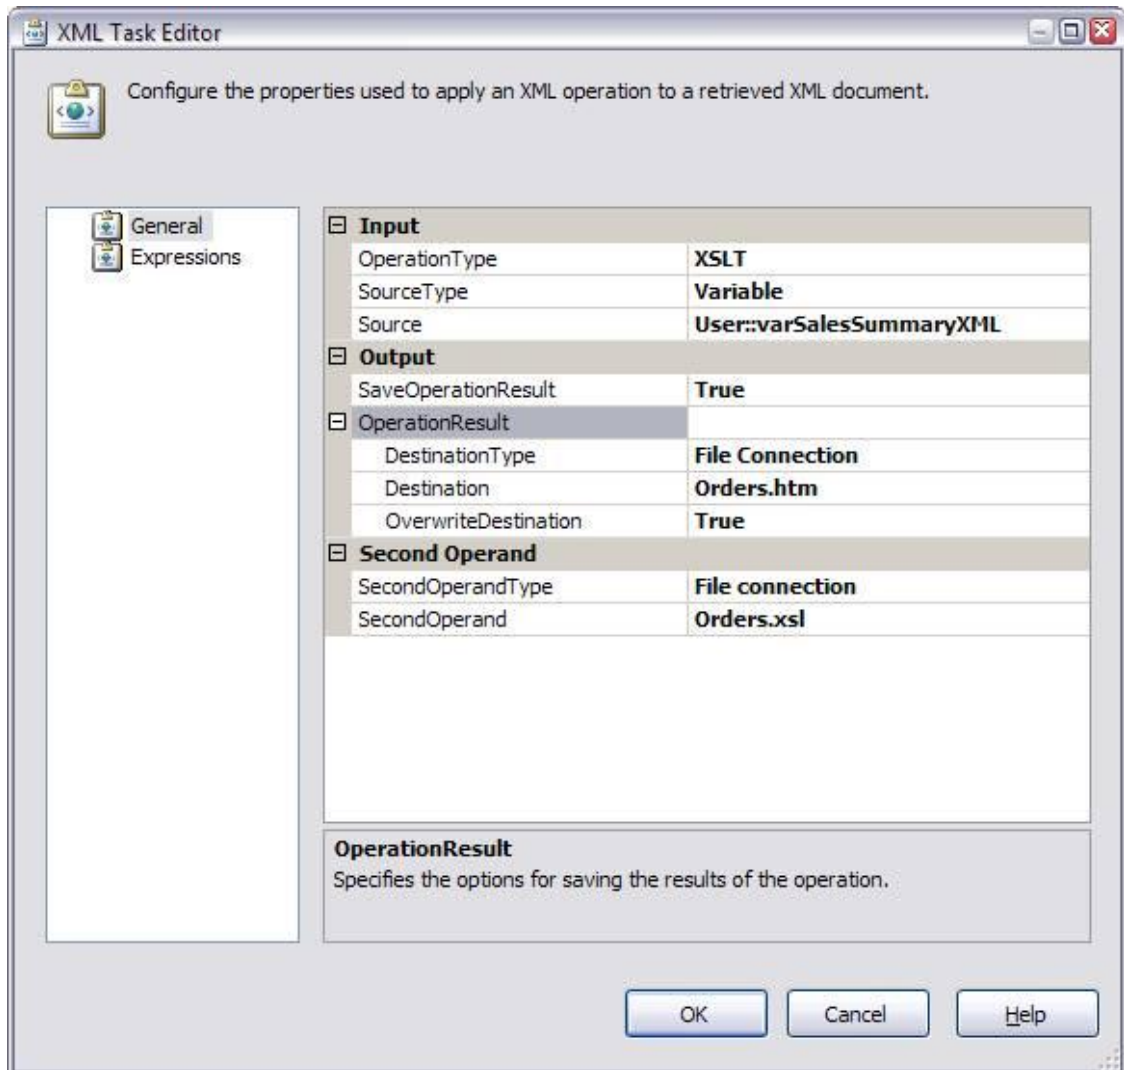 XML Task Editor
Configure the properties used to apply an XML operation to a retrieved XML document.
General
Expressions
Input
OperationType XSLT
SourceType Variable
Source User::varSalesSummaryXML
Output
SaveOperationResult True
OperationResult
DestinationType File Connection
Destination Orders.htm
OverwriteDestination True
Second Operand
SecondOperandType File connection
SecondOperand Orders.xsl
OperationResult
Specifies the options for saving the results of the operation.
OK Cancel Help